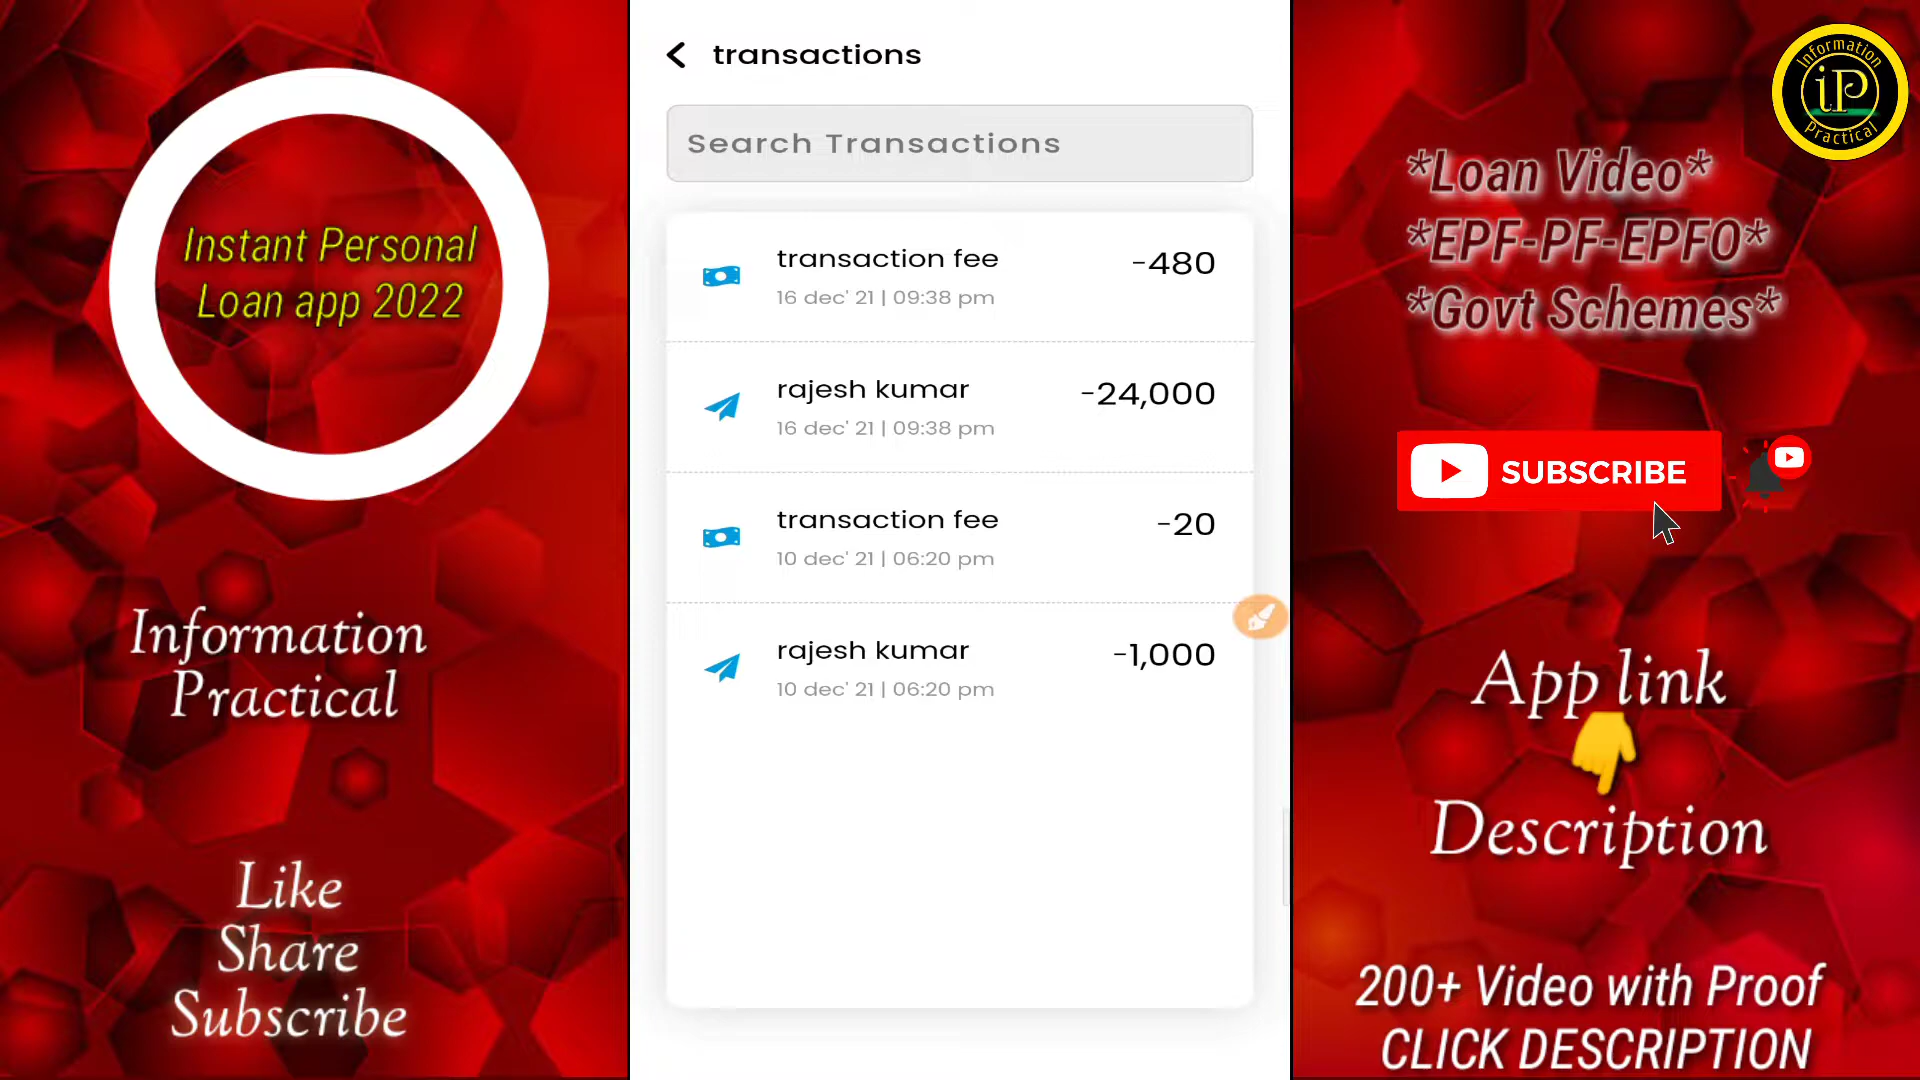 Instant Personal
Loan app 2022
Information
Practical
Like
Share
Subscribe
transactions
Search Transactions
transaction fee
-480
16 dec' 21 | 09:38 pm
rajesh kumar
-24,000
16 dec' 21 | 09:38 pm
transaction fee
-20
10 dec' 21 | 06:20 pm
rajesh kumar
-1,000
10 dec' 21 | 06:20 pm
Information
iP
Practical
*Loan Video*
*EPF-PF-EPFO*
*Govt Schemes*
SUBSCRIBE
App link
Description
200+ Video with Proof
CLICK DESCRIPTION